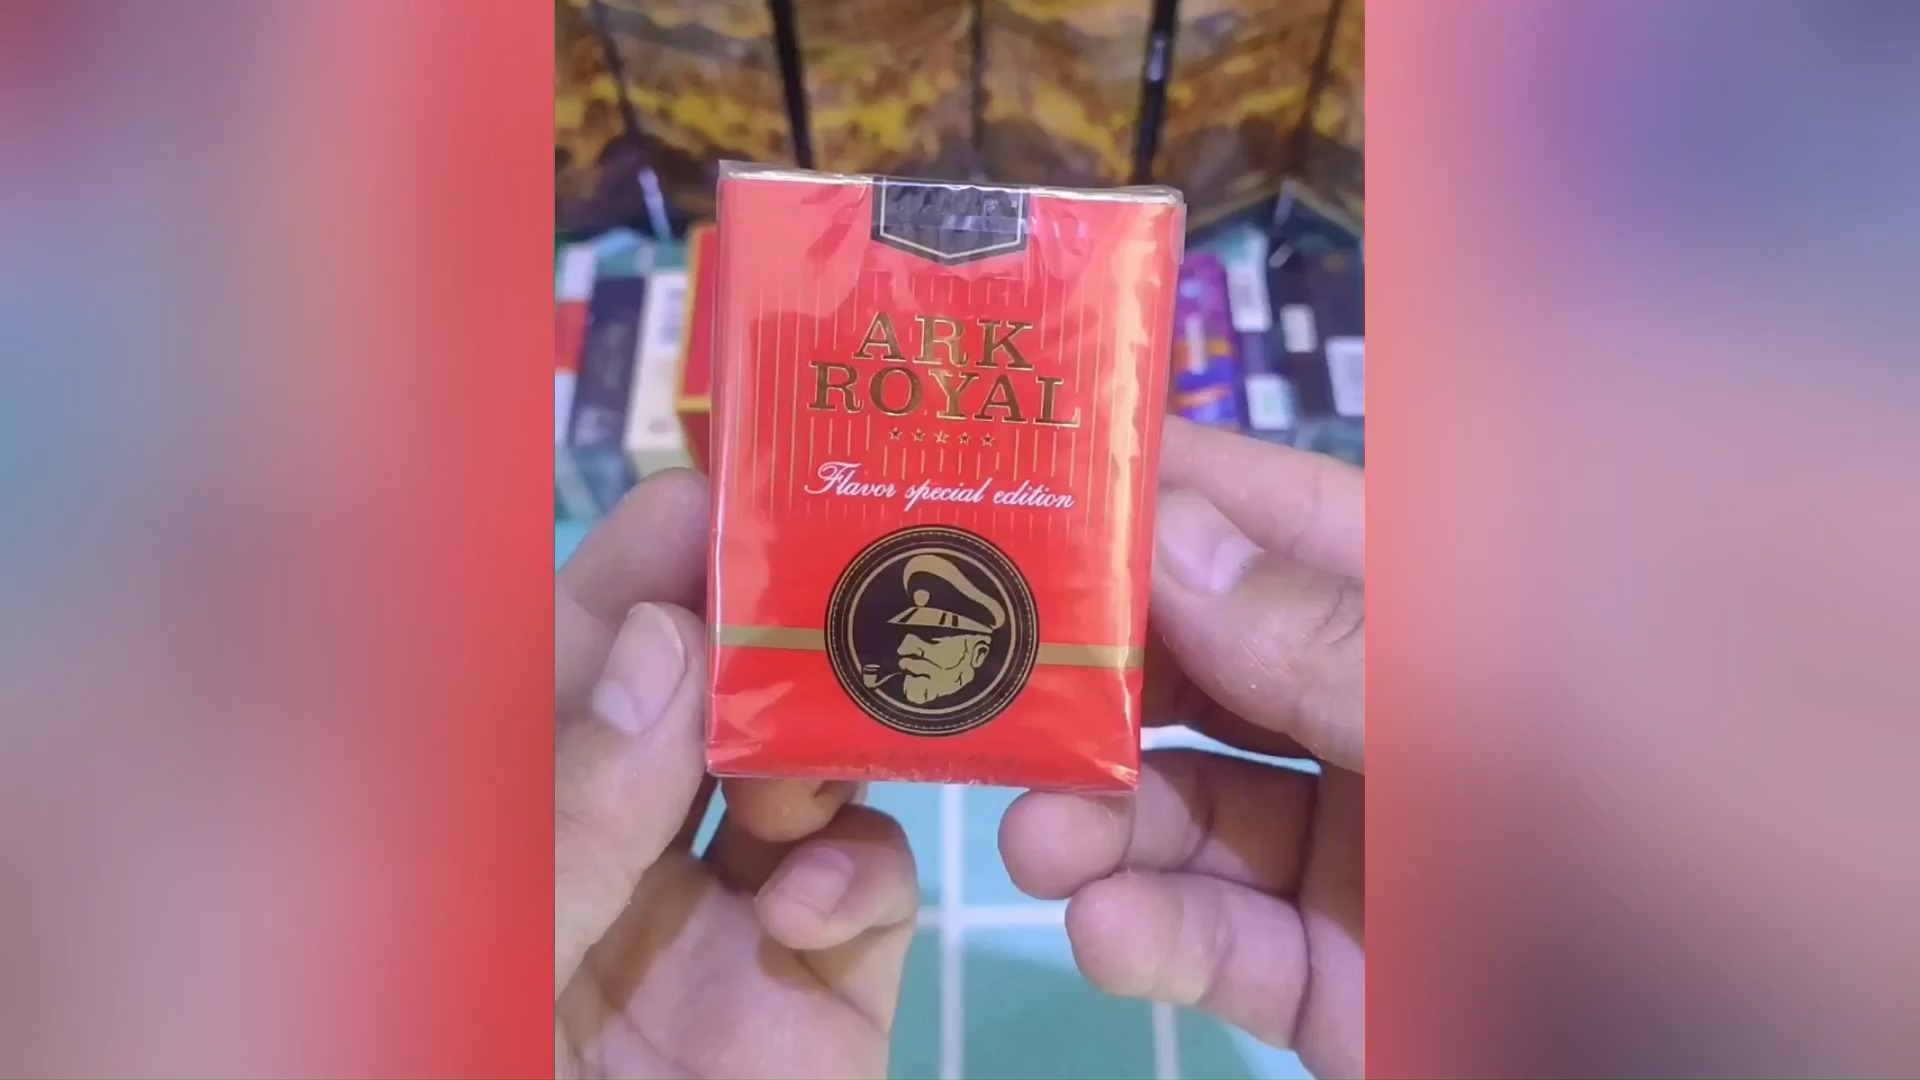 ARK
ROYAL
Flavor special edition